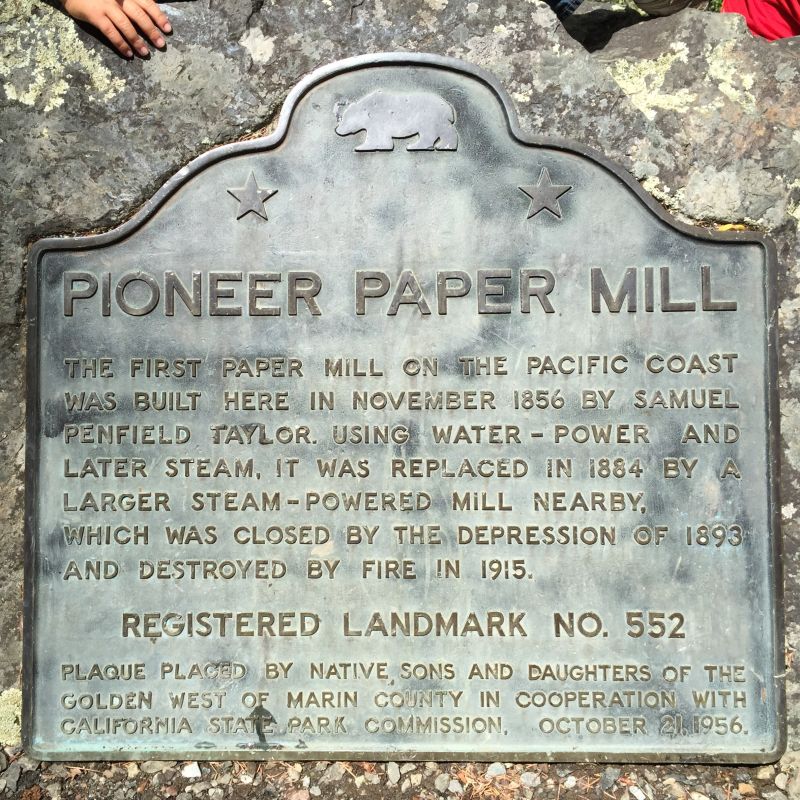 PIONEER PAPER MILL
THE FIRST PAPER MILL ON THE PACIFIC COAST
WAS BUILT HERE IN NOVEMBER 1856 BY SAMUEL
PENFIELD TAYLOR. USING WATER-POWER AND
LATER STEAM, IT WAS REPLACED IN 1884 BY A
LARGER STEAM-POWERED MILL NEARBY,
WHICH WAS CLOSED BY THE DEPRESSION OF 1893
AND DESTROYED BY FIRE IN 1915.
REGISTERED LANDMARK NO. 552
PLAQUE PLACED BY NATIVE SONS AND DAUGHTERS OF THE
GOLDEN WEST OF MARIN COUNTY IN COOPERATION WITH
CALIFORNIA STATE PARK COMMISSION, OCTOBER 21, 1956.